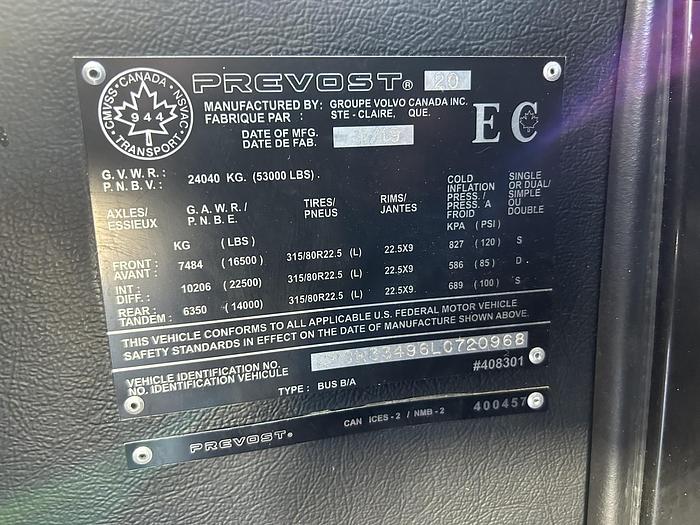 CMVSS · CANADA · NSVAC · TRANSPORT ·
944
PREVOST® 20
MANUFACTURED BY: GROUPE VOLVO CANADA INC.
FABRIQUE PAR : STE - CLAIRE, QUE.
EC
DATE OF MFG.
DATE DE FAB.
G. V. W. R. : 24040 KG. (53000 LBS) .
P. N. B. V. :
AXLES/ ESSIEUX
G. A. W. R. / P. N. B. E.
TIRES/ PNEUS
RIMS/ JANTES
COLD INFLATION PRESS./ PRESS. A FROID
SINGLE OR DUAL/ SIMPLE OU DOUBLE
KG (LBS) KPA (PSI)
FRONT : AVANT : 7484 (16500) 315/80R22.5 (L) 22.5X9 827 (120) S
INT : DIFF. : 10206 (22500) 315/80R22.5 (L) 22.5X9 586 (85) D
REAR : TANDEM : 6350 (14000) 315/80R22.5 (L) 22.5X9 689 (100) S
THIS VEHICLE CONFORMS TO ALL APPLICABLE U.S. FEDERAL MOTOR VEHICLE
SAFETY STANDARDS IN EFFECT ON THE DATE OF MANUFACTURE SHOWN ABOVE.
VEHICLE IDENTIFICATION NO.
NO. IDENTIFICATION VEHICULE
#408301
TYPE : BUS B/A
PREVOST® CAN ICES - 2 / NMB - 2 400457